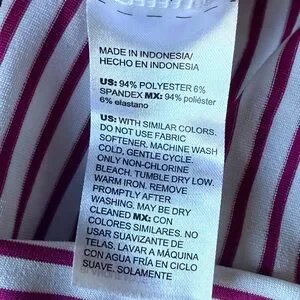 MADE IN INDONESIA/
HECHO EN INDONESIA
US: 94% POLYESTER 6%
SPANDEX MX: 94% poliéster
6% elastano
US: WITH SIMILAR COLORS.
DO NOT USE FABRIC
SOFTENER. MACHINE WASH
COLD, GENTLE CYCLE.
ONLY NON-CHLORINE
BLEACH, TUMBLE DRY LOW.
WARM IRON. REMOVE
PROMPTLY AFTER
WASHING. MAY BE DRY
CLEANED MX: CON
COLORES SIMILARES. NO
USAR SUAVIZANTE DE
TELAS. LAVAR A MÁQUINA
CON AGUA FRÍA EN CICLO
SUAVE. SOLAMENTE